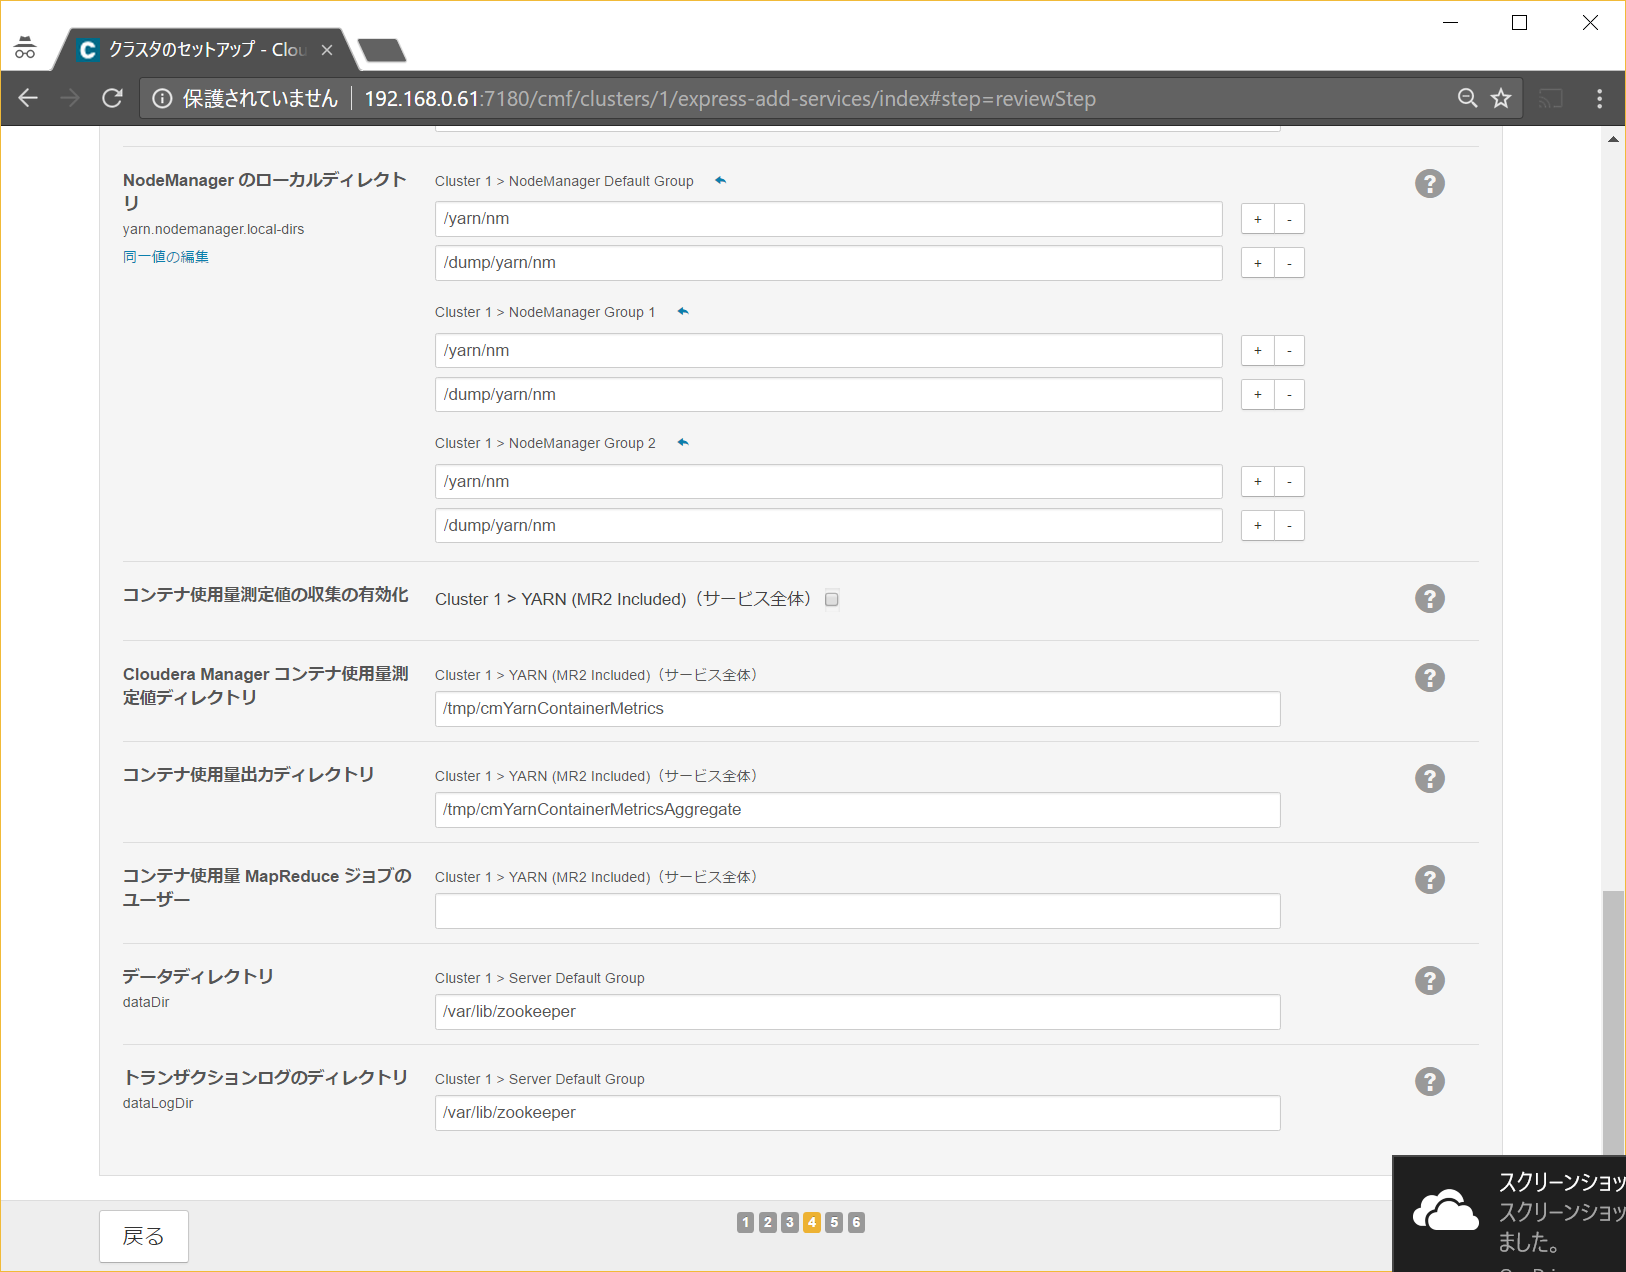 クラスタのセットアップ - Clou
保護されていません 192.168.0.61:7180/cmf/clusters/1/express-add-services/index#step=reviewStep
NodeManager のローカルディレクト
リ
yarn.nodemanager.local-dirs
同一値の編集
Cluster 1 > NodeManager Default Group
/yarn/nm
+ -
/dump/yarn/nm
+ -
Cluster 1 > NodeManager Group 1
/yarn/nm
+ -
/dump/yarn/nm
+ -
Cluster 1 > NodeManager Group 2
/yarn/nm
+ -
/dump/yarn/nm
+ -
?
コンテナ使用量測定値の収集の有効化
Cluster 1 > YARN (MR2 Included)（サービス全体）
?
Cloudera Manager コンテナ使用量測
定値ディレクトリ
Cluster 1 > YARN (MR2 Included)（サービス全体）
/tmp/cmYarnContainerMetrics
?
コンテナ使用量出力ディレクトリ
Cluster 1 > YARN (MR2 Included)（サービス全体）
/tmp/cmYarnContainerMetricsAggregate
?
コンテナ使用量 MapReduce ジョブの
ユーザー
Cluster 1 > YARN (MR2 Included)（サービス全体）
?
データディレクトリ
dataDir
Cluster 1 > Server Default Group
/var/lib/zookeeper
?
トランザクションログのディレクトリ
dataLogDir
Cluster 1 > Server Default Group
/var/lib/zookeeper
?
戻る
1 2 3 4 5 6
スクリーンショッ
スクリーンショッ
ました。